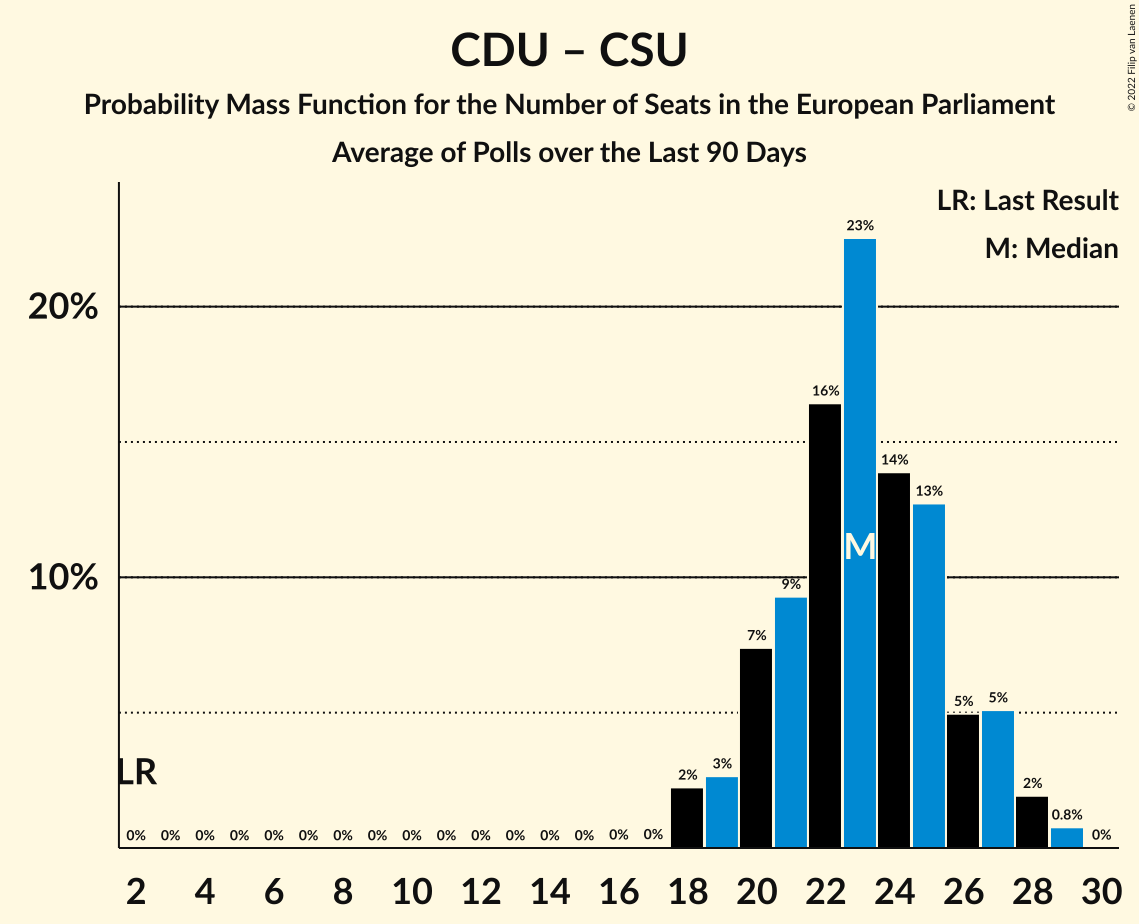 CDU – CSU
Probability Mass Function for the Number of Seats in the European Parliament
Average of Polls over the Last 90 Days
© 2022 Filip van Laenen
LR: Last Result
M: Median
23%
20%
16%
14%
13%
M
10%
9%
7%
5% 5%
LR
2% 3% 2% 0.8%
0% 0% 0% 0% 0% 0% 0% 0% 0% 0% 0% 0% 0% 0% 0% 0% 0%
2 4 6 8 10 12 14 16 18 20 22 24 26 28 30